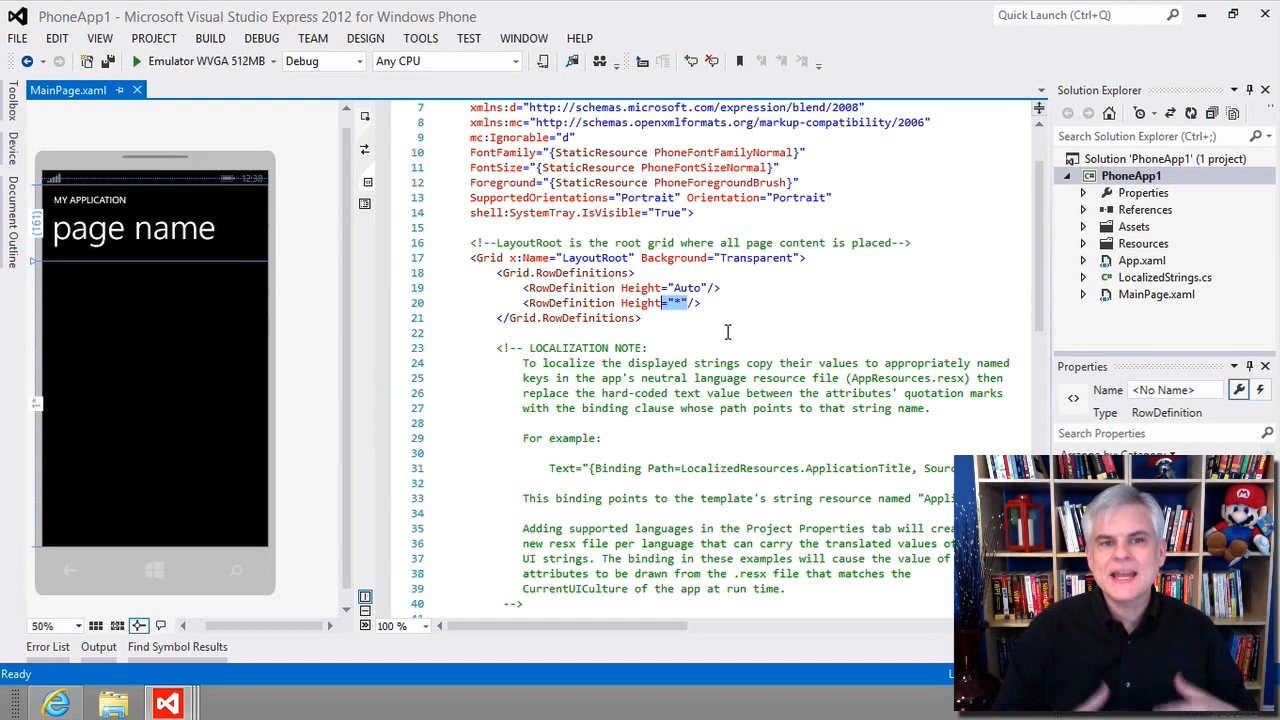 PhoneApp1 - Microsoft Visual Studio Express 2012 for Windows Phone
Quick Launch (Ctrl+Q)
FILE EDIT VIEW PROJECT BUILD DEBUG TEAM DESIGN TOOLS TEST WINDOW HELP
Emulator WVGA 512MB Debug Any CPU
Toolbox
Device
Document Outline
MainPage.xaml
12:38
MY APPLICATION
page name
(161)
1*
50%
7 xmlns:d="http://schemas.microsoft.com/expression/blend/2008"
8 xmlns:mc="http://schemas.openxmlformats.org/markup-compatibility/2006"
9 mc:Ignorable="d"
10 FontFamily="{StaticResource PhoneFontFamilyNormal}"
11 FontSize="{StaticResource PhoneFontSizeNormal}"
12 Foreground="{StaticResource PhoneForegroundBrush}"
13 SupportedOrientations="Portrait" Orientation="Portrait"
14 shell:SystemTray.IsVisible="True">
15
16 <!--LayoutRoot is the root grid where all page content is placed-->
17 <Grid x:Name="LayoutRoot" Background="Transparent">
18 <Grid.RowDefinitions>
19 <RowDefinition Height="Auto"/>
20 <RowDefinition Height="*"/>
21 </Grid.RowDefinitions>
22
23 <!-- LOCALIZATION NOTE:
24 To localize the displayed strings copy their values to appropriately named
25 keys in the app's neutral language resource file (AppResources.resx) then
26 replace the hard-coded text value between the attributes' quotation marks
27 with the binding clause whose path points to that string name.
28
29 For example:
30
31 Text="{Binding Path=LocalizedResources.ApplicationTitle, Sour
32
33 This binding points to the template's string resource named "Appl
34
35 Adding supported languages in the Project Properties tab will crea
36 new resx file per language that can carry the translated values of
37 UI strings. The binding in these examples will cause the value of
38 attributes to be drawn from the .resx file that matches the
39 CurrentUICulture of the app at run time.
40 -->
100 %
Solution Explorer
Search Solution Explorer (Ctrl+;)
Solution 'PhoneApp1' (1 project)
PhoneApp1
Properties
References
Assets
Resources
App.xaml
LocalizedStrings.cs
MainPage.xaml
Properties
Name <No Name>
Type RowDefinition
Search Properties
Arrange by: Category
Error List Output Find Symbol Results
Ready